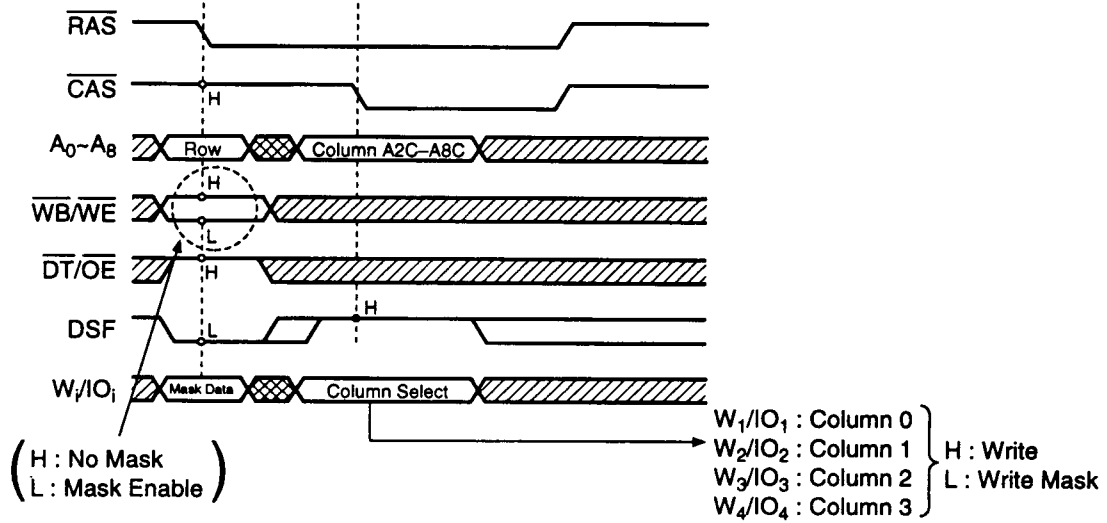 RAS
CAS
H
A0~A8
Row
Column A2C–A8C
WB/WE
H
L
DT/OE
H
DSF
L
H
Wi/IOi
Mask Data
Column Select
H : No Mask
L : Mask Enable
W1/IO1 : Column 0
W2/IO2 : Column 1
W3/IO3 : Column 2
W4/IO4 : Column 3
H : Write
L : Write Mask